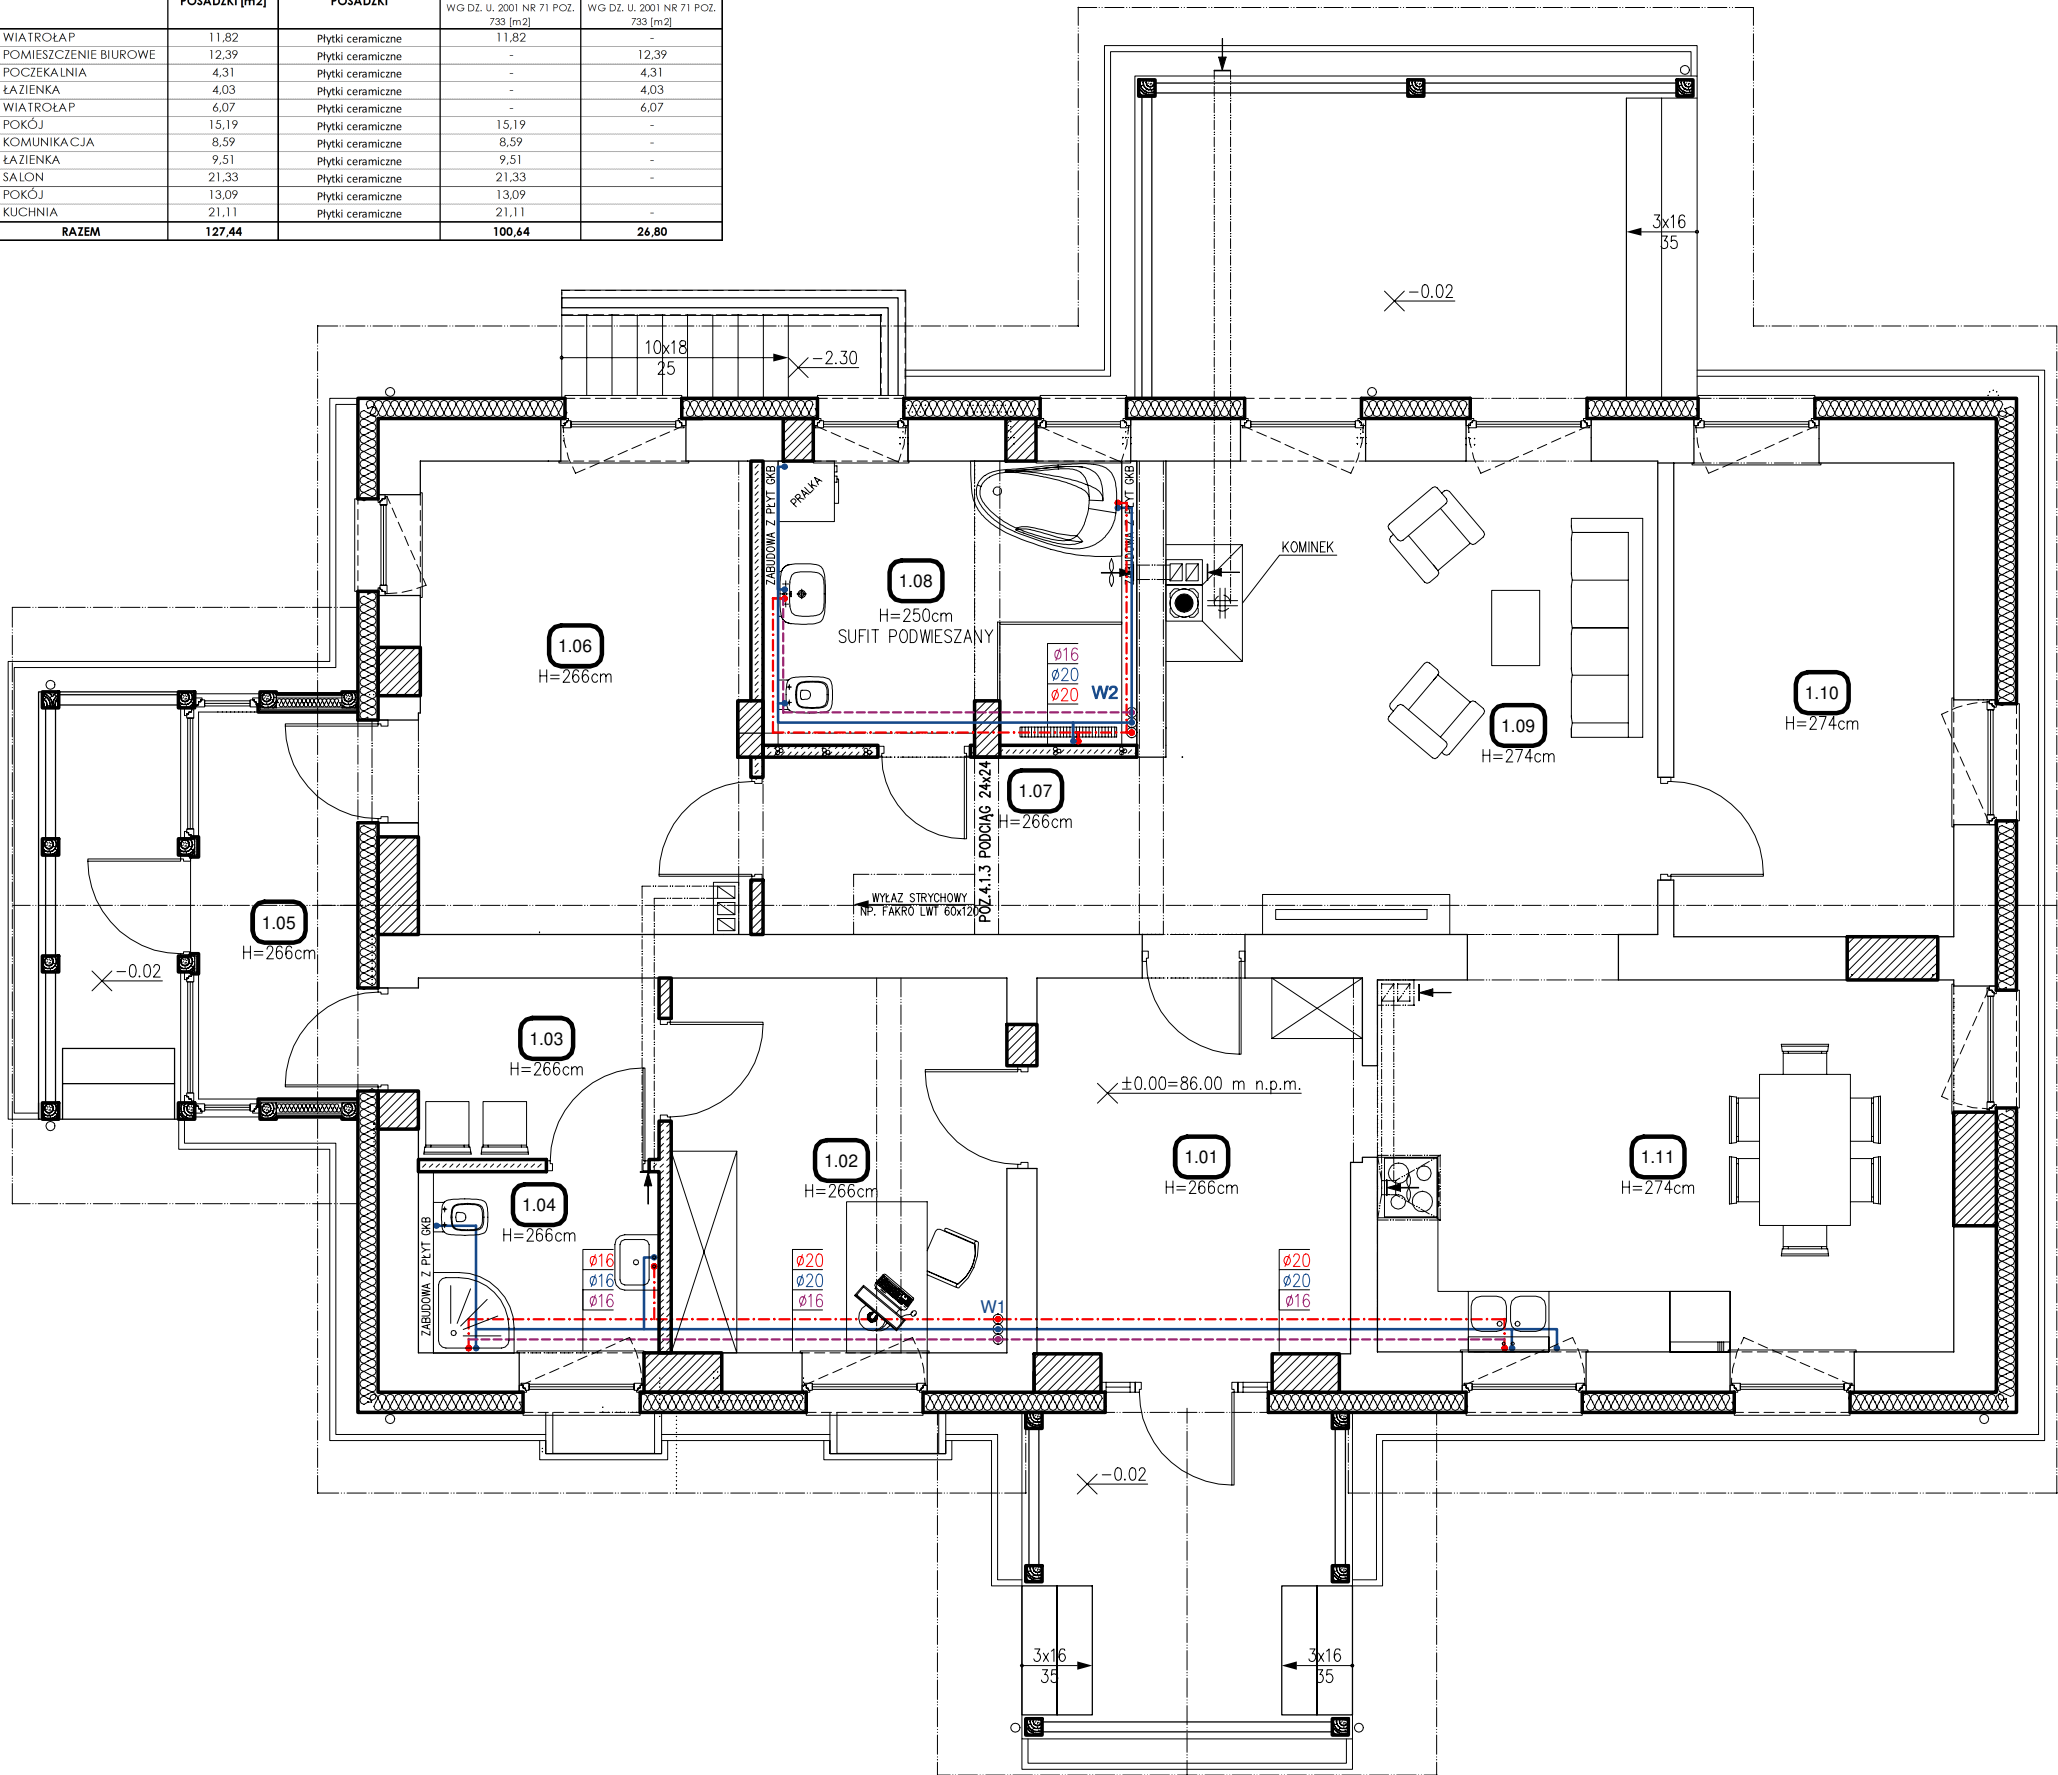 POSADZKI [m2] POSADZKI WG DZ. U. 2001 NR 71 POZ. 733 [m2] WG DZ. U. 2001 NR 71 POZ. 733 [m2]
WIATROŁAP 11,82 Płytki ceramiczne 11,82 -
POMIESZCZENIE BIUROWE 12,39 Płytki ceramiczne - 12,39
POCZEKALNIA 4,31 Płytki ceramiczne - 4,31
ŁAZIENKA 4,03 Płytki ceramiczne - 4,03
WIATROŁAP 6,07 Płytki ceramiczne - 6,07
POKÓJ 15,19 Płytki ceramiczne 15,19 -
KOMUNIKACJA 8,59 Płytki ceramiczne 8,59 -
ŁAZIENKA 9,51 Płytki ceramiczne 9,51 -
SALON 21,33 Płytki ceramiczne 21,33 -
POKÓJ 13,09 Płytki ceramiczne 13,09
KUCHNIA 21,11 Płytki ceramiczne 21,11 -
RAZEM 127,44 100,64 26,80
3x16
35
-0.02
10x18
25
-2.30
ZABUDOWA Z PŁYT GKB
PRALKA
ZABUDOWA Z PŁYT GKB
KOMINEK
1.08
H=250cm
SUFIT PODWIESZANY
1.06
H=266cm
ø16
ø20
ø20
W2
1.10
H=274cm
1.09
H=274cm
1.07
H=266cm
POZ.4.1.3 PODCIĄG 24x24
WYŁAZ STRYCHOWY
NP. FAKRO LWT 60x120
1.05
H=266cm
-0.02
1.03
H=266cm
±0.00=86.00 m n.p.m.
1.02
H=266cm
1.01
H=266cm
1.11
H=274cm
1.04
H=266cm
ZABUDOWA Z PŁYT GKB
ø16
ø16
ø16
ø20
ø20
ø16
W1
ø20
ø20
ø16
-0.02
3x16
35
3x16
35